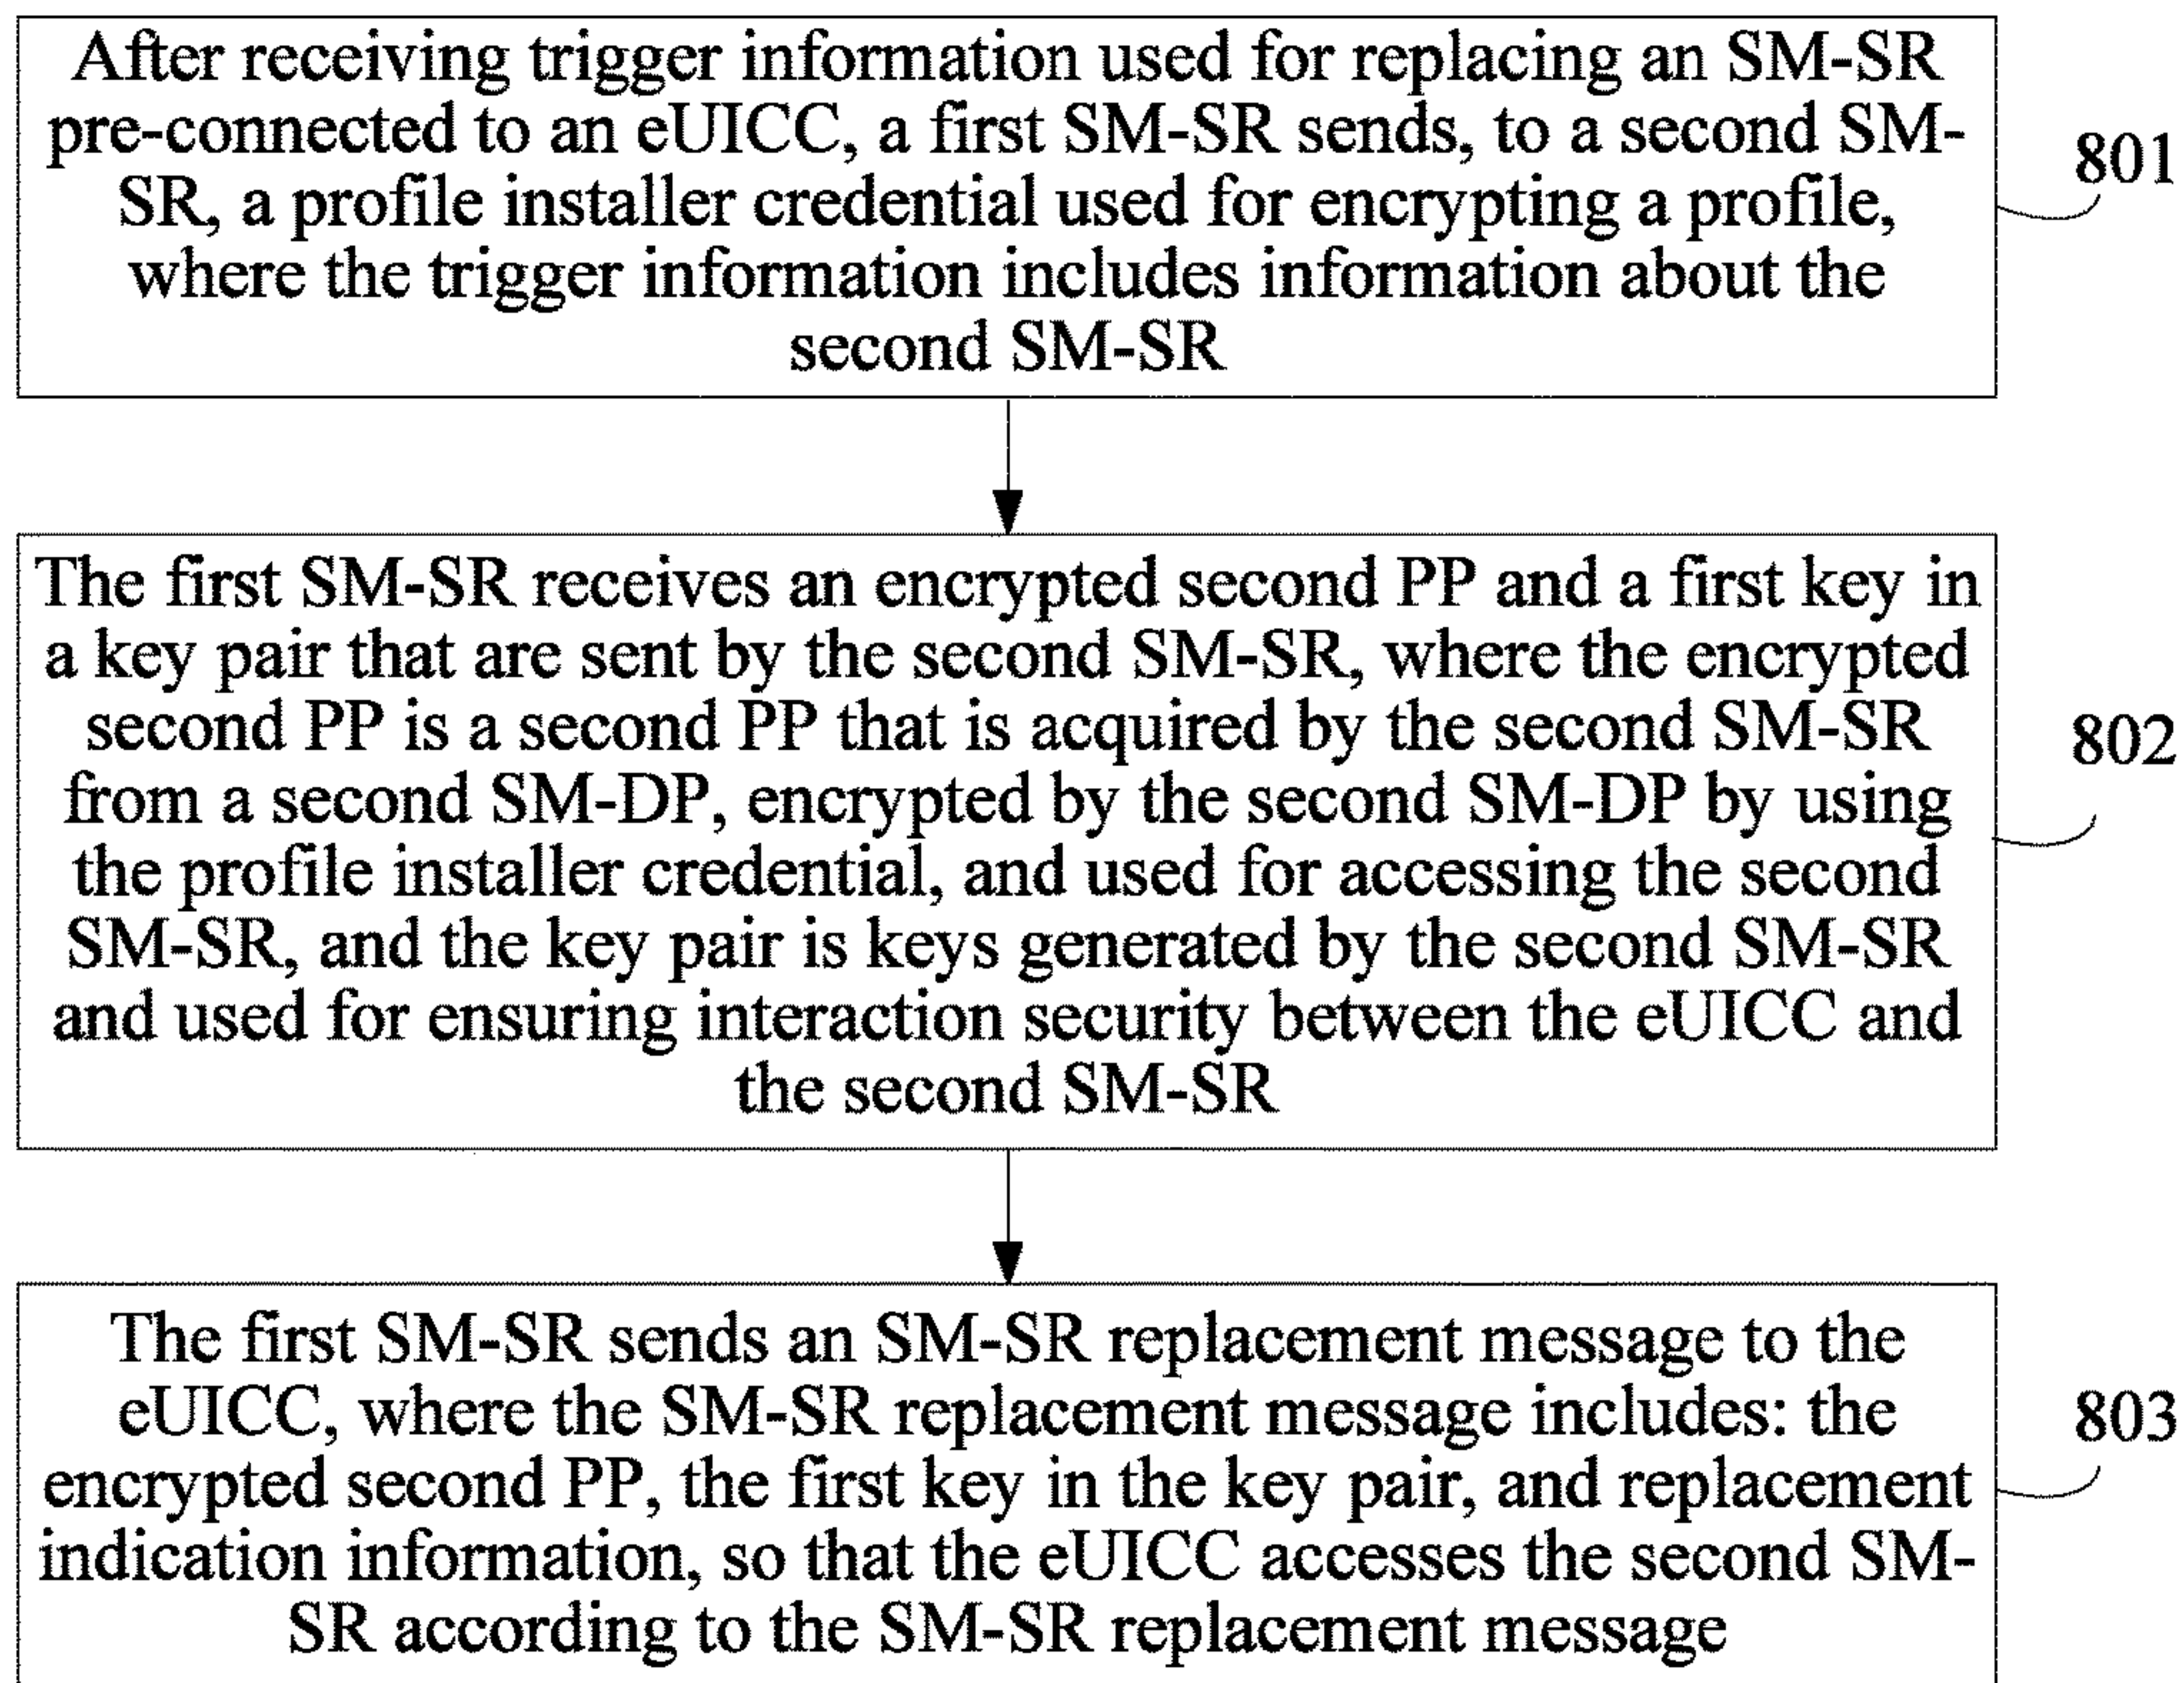 After receiving trigger information used for replacing an SM-SR
pre-connected to an eUICC, a first SM-SR sends, to a second SM-
SR, a profile installer credential used for encrypting a profile,
where the trigger information includes information about the
second SM-SR
801
The first SM-SR receives an encrypted second PP and a first key in
a key pair that are sent by the second SM-SR, where the encrypted
second PP is a second PP that is acquired by the second SM-SR
from a second SM-DP, encrypted by the second SM-DP by using
the profile installer credential, and used for accessing the second
SM-SR, and the key pair is keys generated by the second SM-SR
and used for ensuring interaction security between the eUICC and
the second SM-SR
802
The first SM-SR sends an SM-SR replacement message to the
eUICC, where the SM-SR replacement message includes: the
encrypted second PP, the first key in the key pair, and replacement
indication information, so that the eUICC accesses the second SM-
SR according to the SM-SR replacement message
803